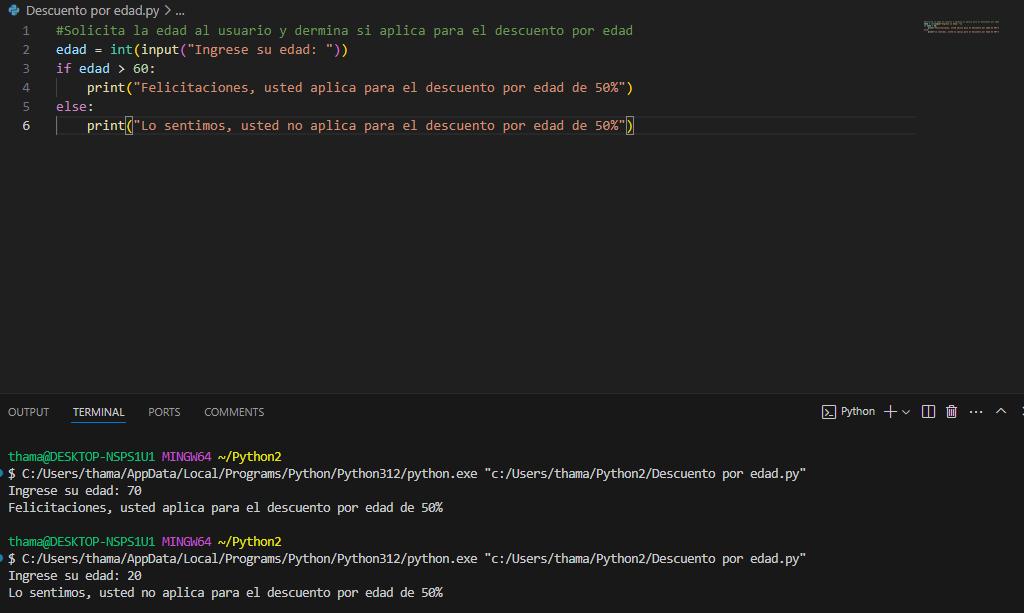 Descuento por edad.py > ...
1 #Solicita la edad al usuario y dermina si aplica para el descuento por edad
2 edad = int(input("Ingrese su edad: "))
3 if edad > 60:
4     print("Felicitaciones, usted aplica para el descuento por edad de 50%")
5 else:
6     print("Lo sentimos, usted no aplica para el descuento por edad de 50%")
OUTPUT TERMINAL PORTS COMMENTS Python
thama@DESKTOP-NSPS1U1 MINGW64 ~/Python2
$ C:/Users/thama/AppData/Local/Programs/Python/Python312/python.exe "c:/Users/thama/Python2/Descuento por edad.py"
Ingrese su edad: 70
Felicitaciones, usted aplica para el descuento por edad de 50%
thama@DESKTOP-NSPS1U1 MINGW64 ~/Python2
$ C:/Users/thama/AppData/Local/Programs/Python/Python312/python.exe "c:/Users/thama/Python2/Descuento por edad.py"
Ingrese su edad: 20
Lo sentimos, usted no aplica para el descuento por edad de 50%